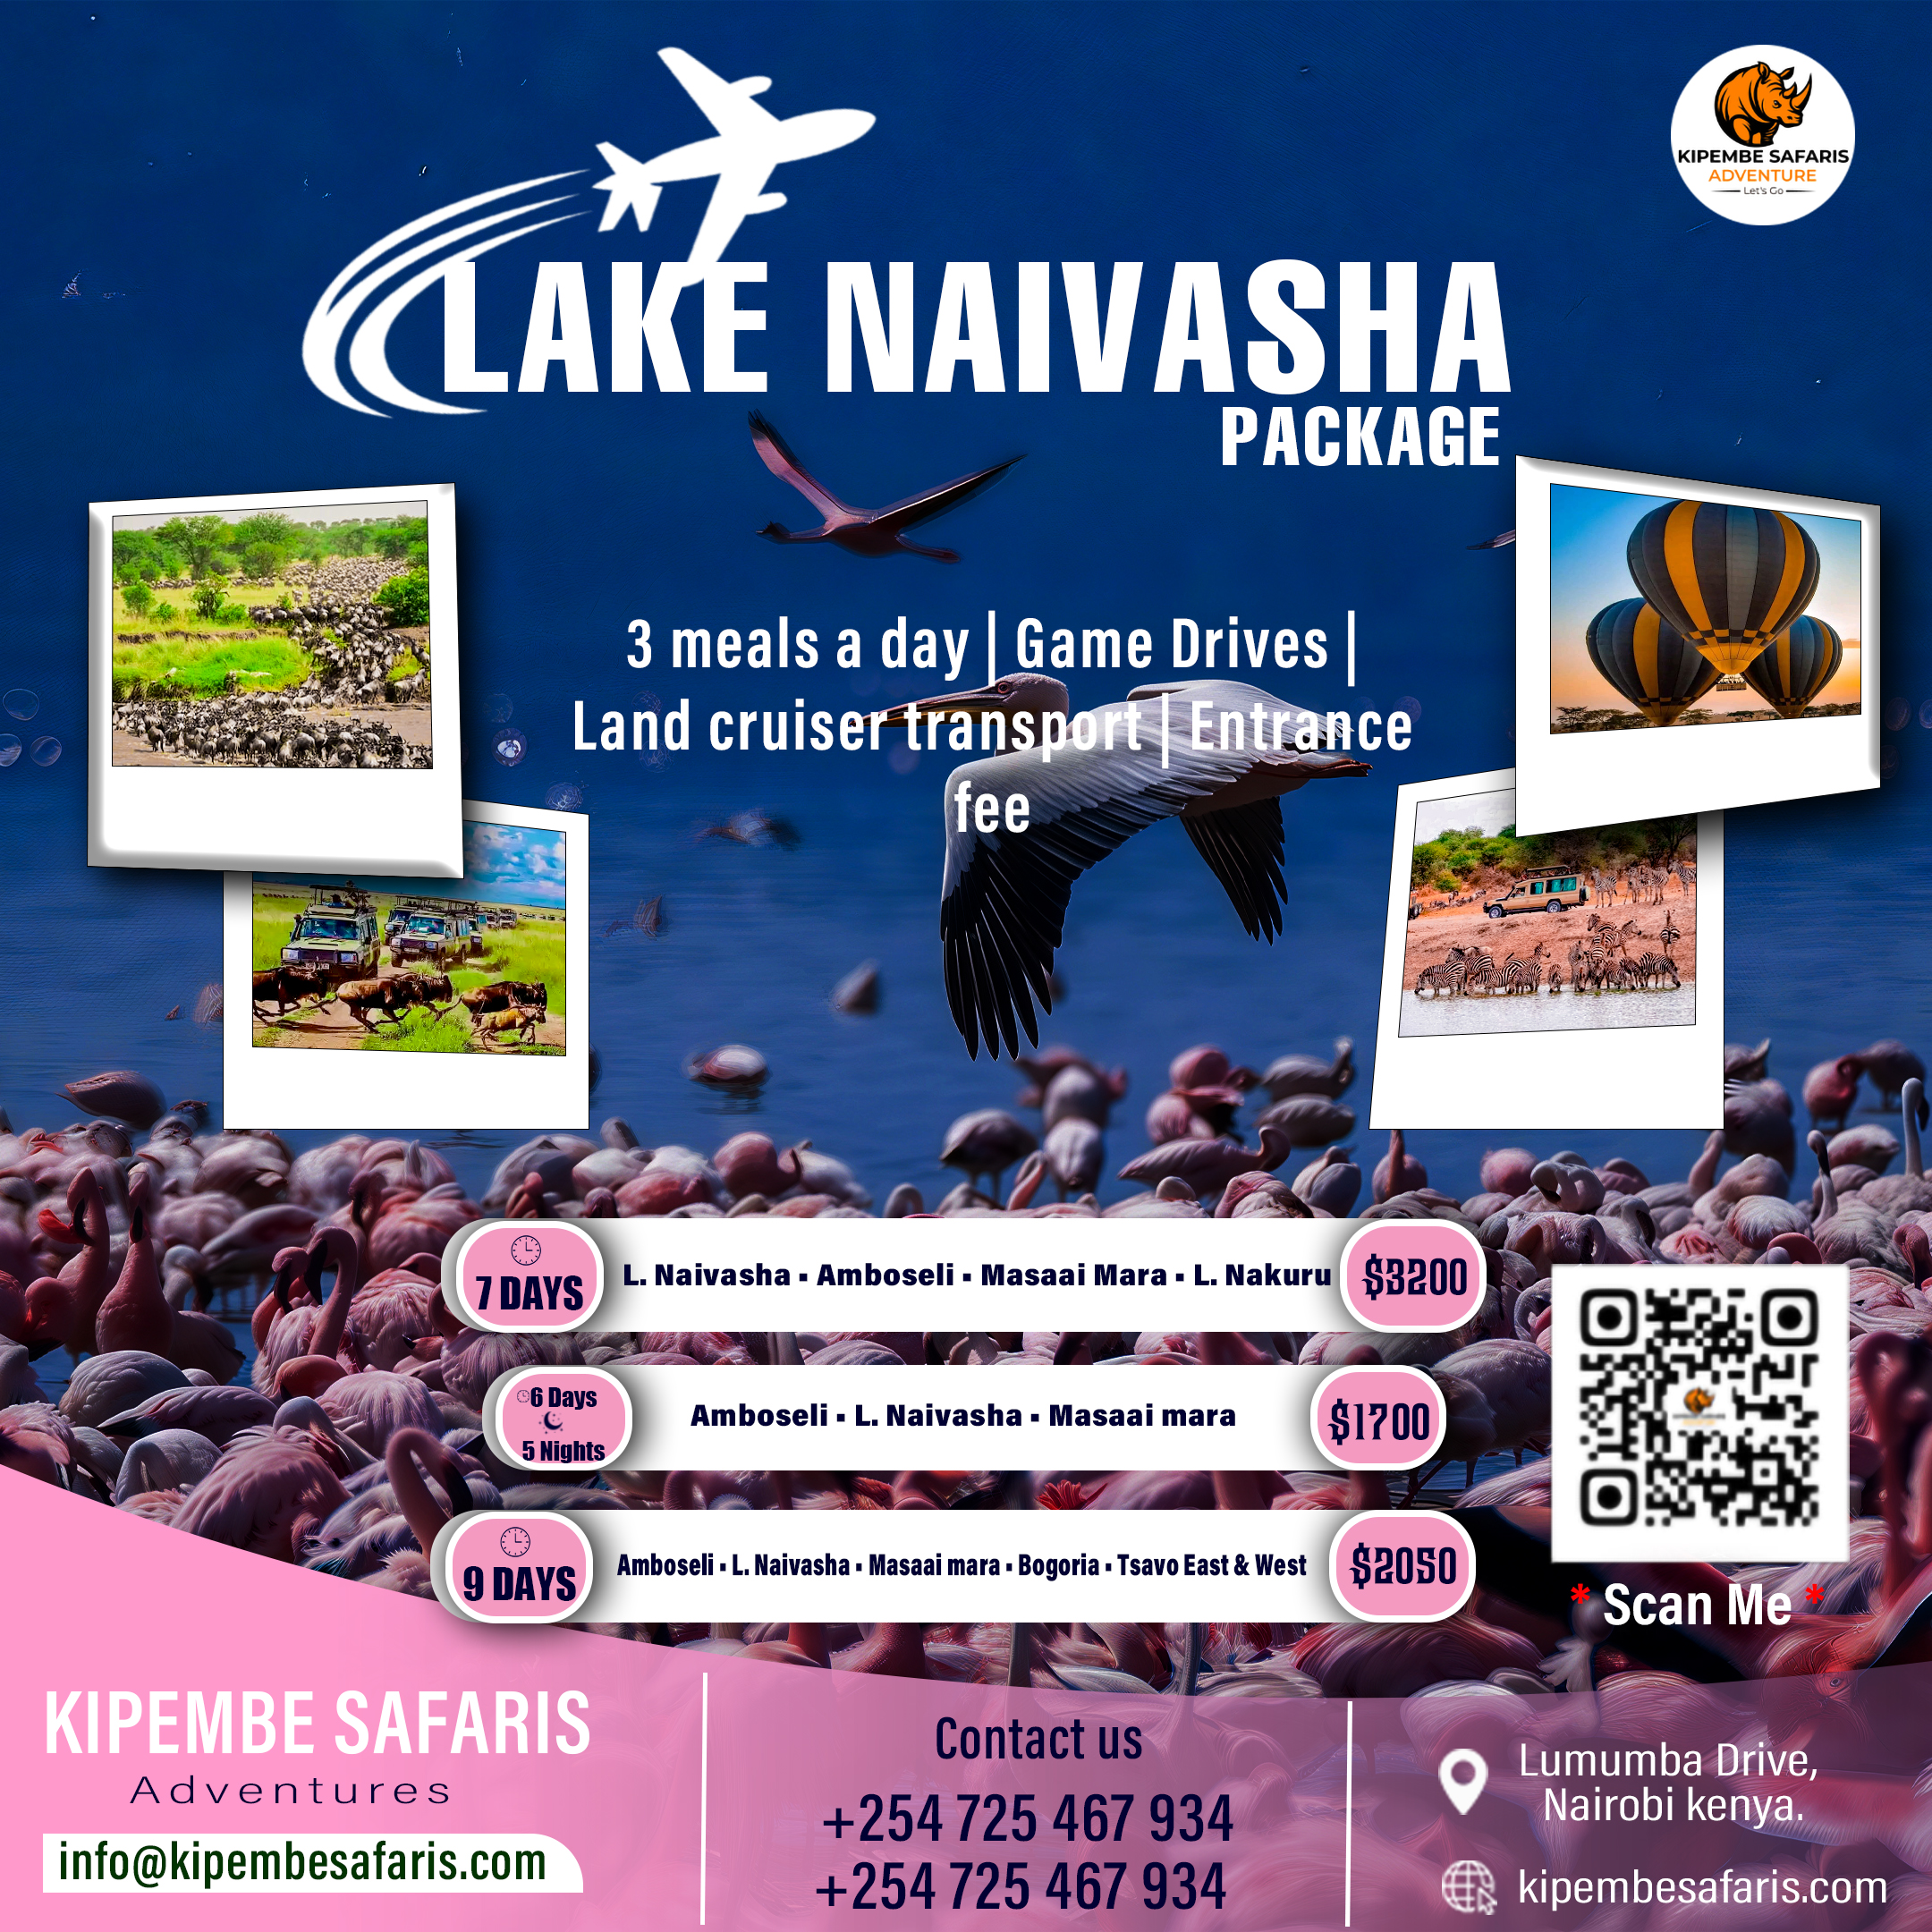 KIPEMBE SAFARIS
ADVENTURE
Let's Go
LAKE NAIVASHA
PACKAGE
3 meals a day | Game Drives |
Land cruiser transport | Entrance
fee
7 DAYS
L. Naivasha • Amboseli • Masaai Mara • L. Nakuru
$3200
6 Days
5 Nights
Amboseli • L. Naivasha • Masaai mara
$1700
9 DAYS
Amboseli • L. Naivasha • Masaai mara • Bogoria • Tsavo East & West
$2050
* Scan Me *
KIPEMBE SAFARIS
Adventures
info@kipembesafaris.com
Contact us
+254 725 467 934
+254 725 467 934
Lumumba Drive,
Nairobi kenya.
kipembesafaris.com